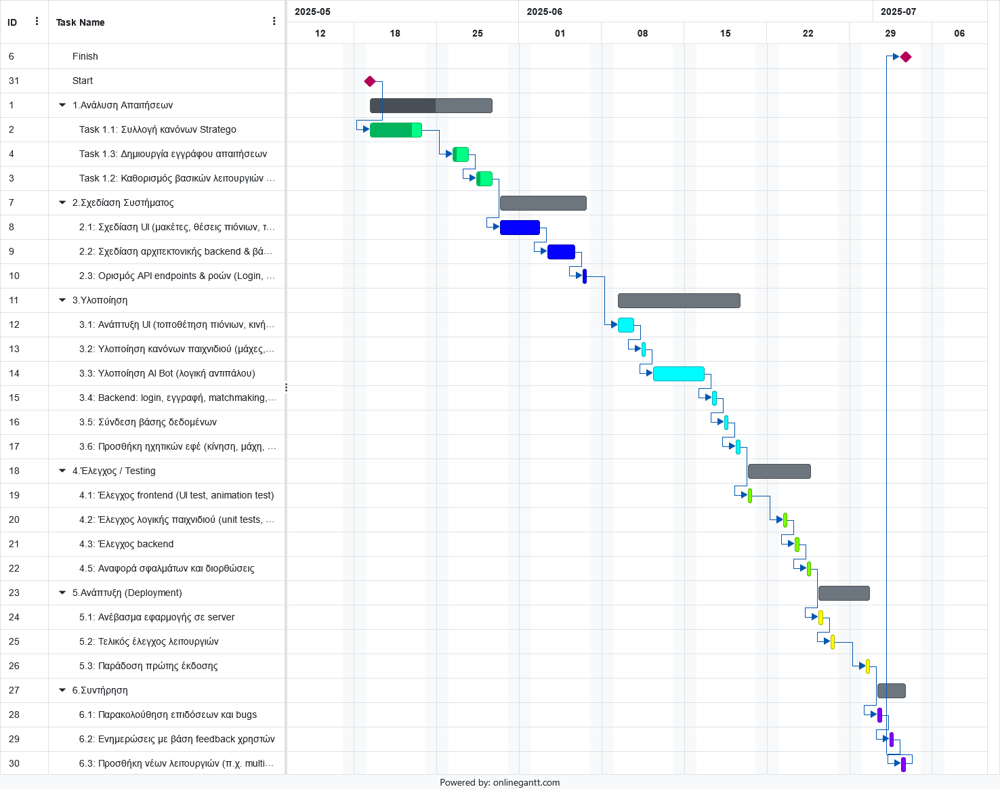 2025-05 2025-06 2025-07
ID Task Name 12 18 25 01 08 15 22 29 06
6 Finish
31 Start
1 1.Ανάλυση Απαιτήσεων
2 Task 1.1: Συλλογή κανόνων Stratego
4 Task 1.3: Δημιουργία εγγράφου απαιτήσεων
3 Task 1.2: Καθορισμός βασικών λειτουργιών ...
7 2.Σχεδίαση Συστήματος
8 2.1: Σχεδίαση UI (μακέτες, θέσεις πιόνιων, τ...
9 2.2: Σχεδίαση αρχιτεκτονικής backend & βά...
10 2.3: Ορισμός API endpoints & ροών (Login, ...
11 3.Υλοποίηση
12 3.1: Ανάπτυξη UI (τοποθέτηση πιόνιων, κινή...
13 3.2: Υλοποίηση κανόνων παιχνιδιού (μάχες,...
14 3.3: Υλοποίηση AI Bot (λογική αντιπάλου)
15 3.4: Backend: login, εγγραφή, matchmaking,...
16 3.5: Σύνδεση βάσης δεδομένων
17 3.6: Προσθήκη ηχητικών εφέ (κίνηση, μάχη, ...
18 4.Έλεγχος / Testing
19 4.1: Έλεγχος frontend (UI test, animation test)
20 4.2: Έλεγχος λογικής παιχνιδιού (unit tests, ...
21 4.3: Έλεγχος backend
22 4.5: Αναφορά σφαλμάτων και διορθώσεις
23 5.Ανάπτυξη (Deployment)
24 5.1: Ανέβασμα εφαρμογής σε server
25 5.2: Τελικός έλεγχος λειτουργιών
26 5.3: Παράδοση πρώτης έκδοσης
27 6.Συντήρηση
28 6.1: Παρακολούθηση επιδόσεων και bugs
29 6.2: Ενημερώσεις με βάση feedback χρηστών
30 6.3: Προσθήκη νέων λειτουργιών (π.χ. multi...
Powered by: onlinegantt.com